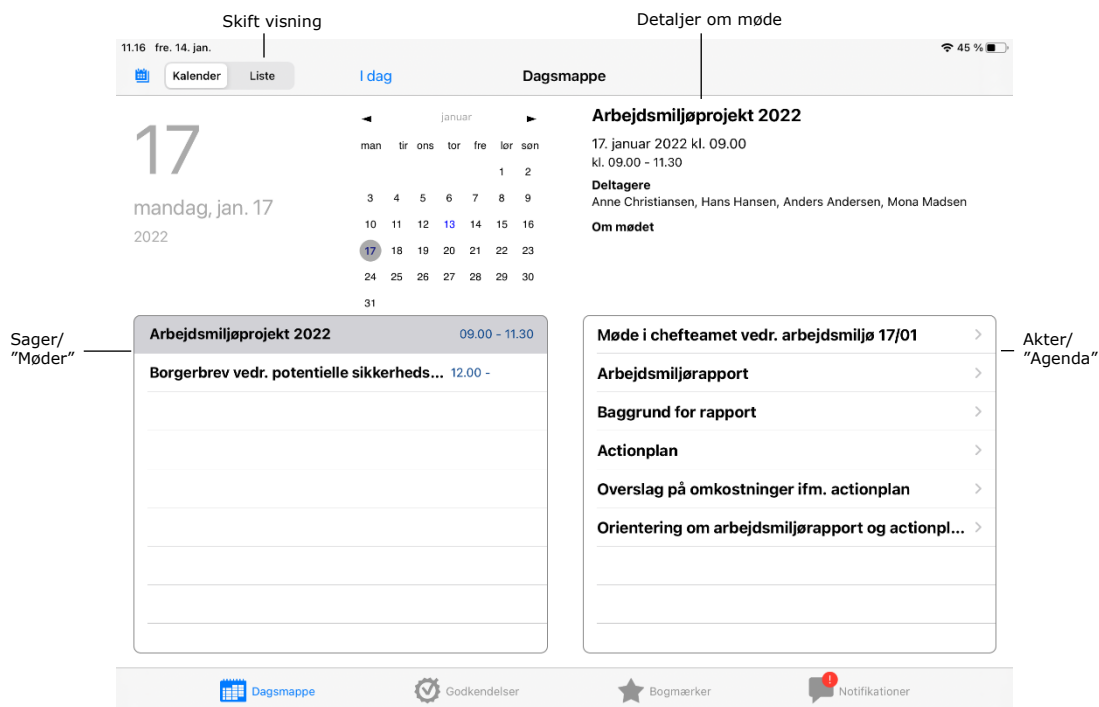 Skift visning
Detaljer om møde
11.16 fre. 14. jan.
45 %
Kalender
Liste
I dag
Dagsmappe
17
mandag, jan. 17
2022
januar
man tir ons tor fre lør søn
1 2
3 4 5 6 7 8 9
10 11 12 13 14 15 16
17 18 19 20 21 22 23
24 25 26 27 28 29 30
31
Arbejdsmiljøprojekt 2022
17. januar 2022 kl. 09.00
kl. 09.00 - 11.30
Deltagere
Anne Christiansen, Hans Hansen, Anders Andersen, Mona Madsen
Om mødet
Sager/
"Møder"
Arbejdsmiljøprojekt 2022 09.00 - 11.30
Borgerbrev vedr. potentielle sikkerheds... 12.00 -
Møde i chefteamet vedr. arbejdsmiljø 17/01
Arbejdsmiljørapport
Baggrund for rapport
Actionplan
Overslag på omkostninger ifm. actionplan
Orientering om arbejdsmiljørapport og actionpl...
Akter/
"Agenda"
Dagsmappe
Godkendelser
Bogmærker
!
Notifikationer